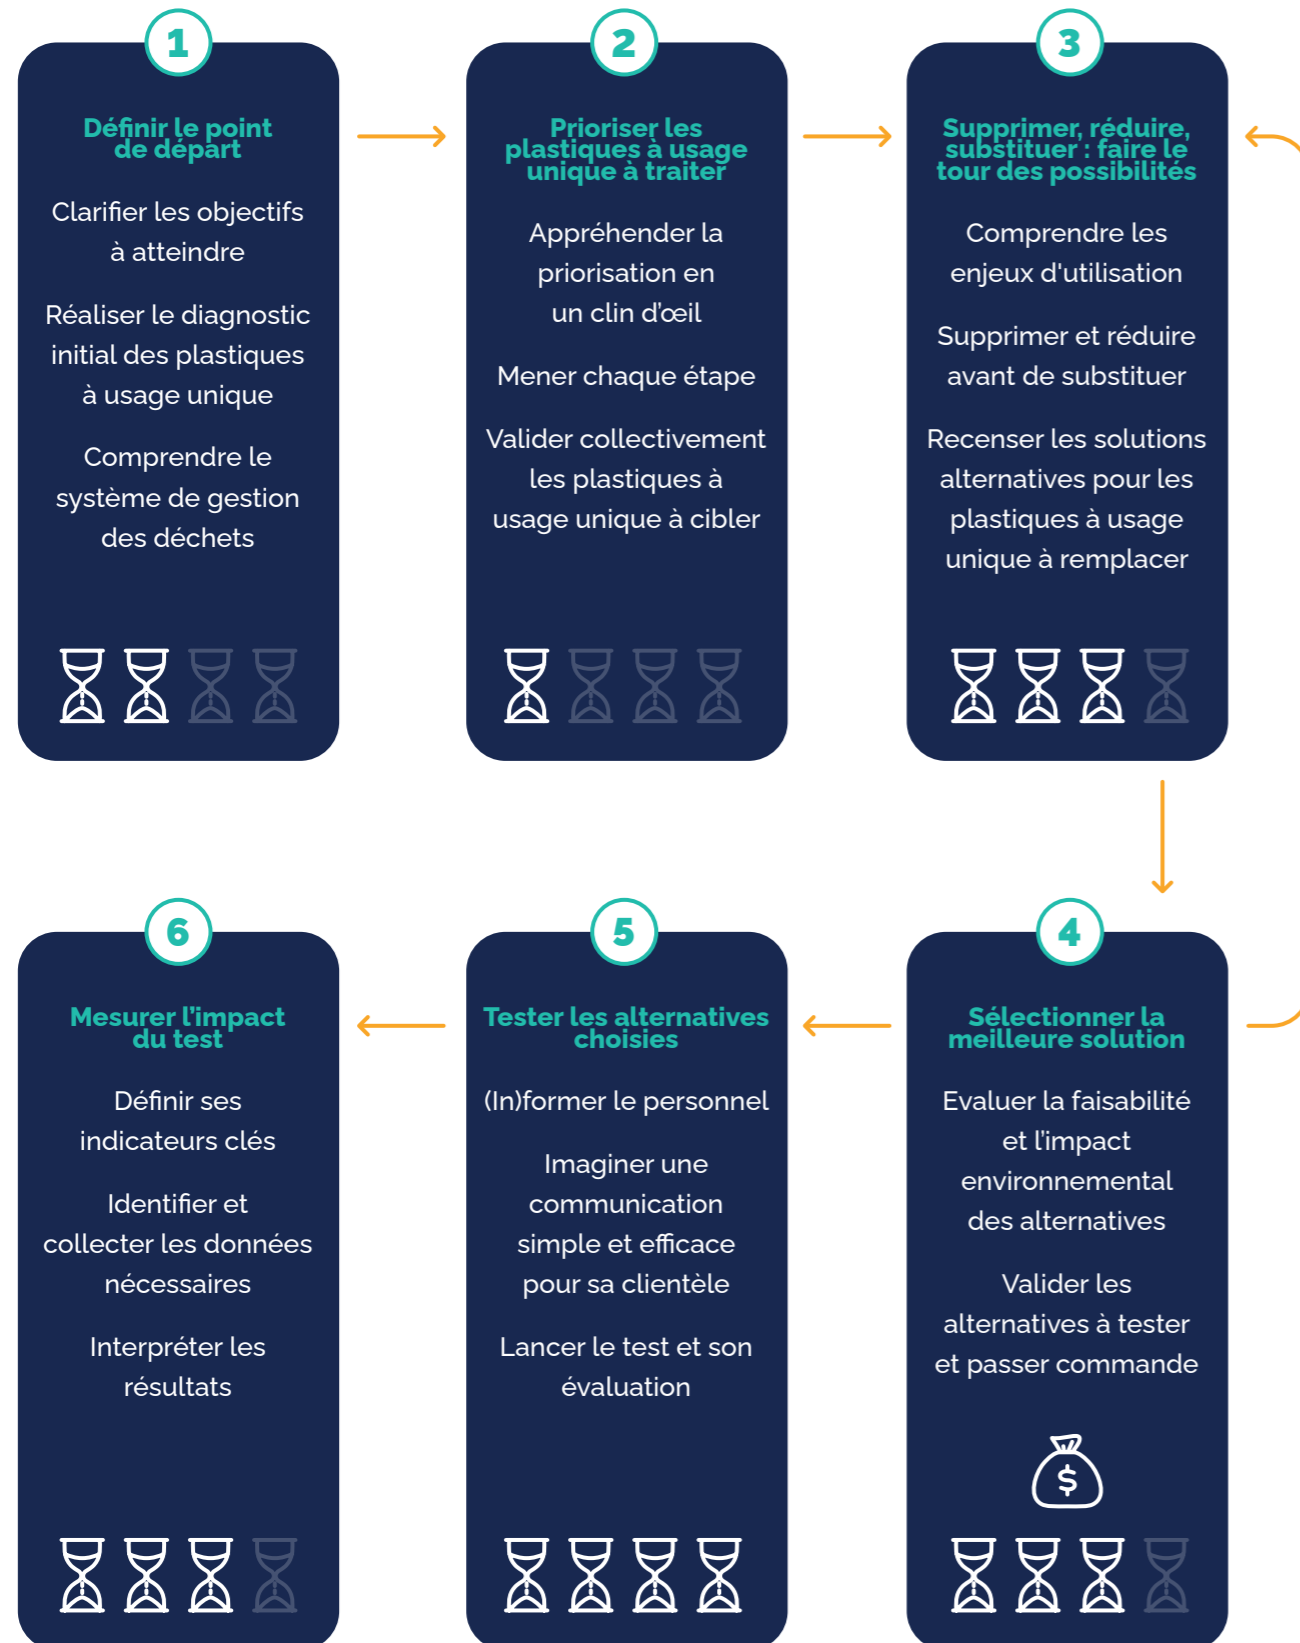 1
Définir le point
de départ
Clarifier les objectifs
à atteindre
Réaliser le diagnostic
initial des plastiques
à usage unique
Comprendre le
système de gestion
des déchets
2
Prioriser les
plastiques à usage
unique à traiter
Appréhender la
priorisation en
un clin d’œil
Mener chaque étape
Valider collectivement
les plastiques à
usage unique à cibler
3
Supprimer, réduire,
substituer : faire le
tour des possibilités
Comprendre les
enjeux d'utilisation
Supprimer et réduire
avant de substituer
Recenser les solutions
alternatives pour les
plastiques à usage
unique à remplacer
4
Sélectionner la
meilleure solution
Evaluer la faisabilité
et l’impact
environnemental
des alternatives
Valider les
alternatives à tester
et passer commande
$
5
Tester les alternatives
choisies
(In)former le personnel
Imaginer une
communication
simple et efficace
pour sa clientèle
Lancer le test et son
évaluation
6
Mesurer l’impact
du test
Définir ses
indicateurs clés
Identifier et
collecter les données
nécessaires
Interpréter les
résultats